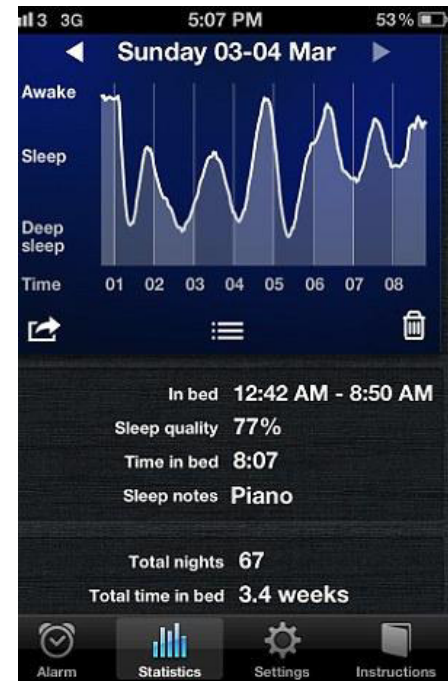 3 3G 5:07 PM 53%
Sunday 03-04 Mar
Awake
Sleep
Deep
sleep
Time 01 02 03 04 05 06 07 08
In bed 12:42 AM - 8:50 AM
Sleep quality 77%
Time in bed 8:07
Sleep notes Piano
Total nights 67
Total time in bed 3.4 weeks
Alarm Statistics Settings Instructions